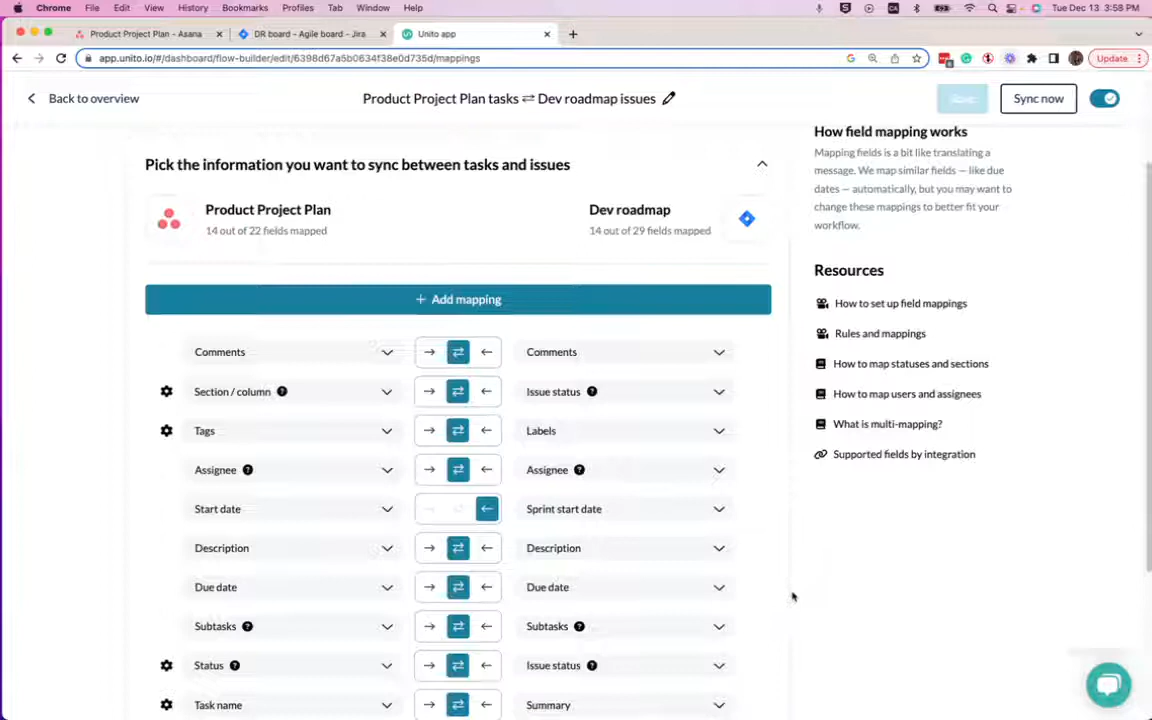 Chrome File Edit View History Bookmarks Profiles Tab Window Help Tue Dec 13 3:58 PM
Product Project Plan - Asana DR board - Agile board - Jira Unito app
app.unito.io/#/dashboard/flow-builder/edit/6398d67a5b0634f38e0d735d/mappings Update
Back to overview Product Project Plan tasks ⇄ Dev roadmap issues Save Sync now
Pick the information you want to sync between tasks and issues
Product Project Plan Dev roadmap
14 out of 22 fields mapped 14 out of 29 fields mapped
+ Add mapping
Comments Comments
Section / column Issue status
Tags Labels
Assignee Assignee
Start date Sprint start date
Description Description
Due date Due date
Subtasks Subtasks
Status Issue status
Task name Summary
How field mapping works
Mapping fields is a bit like translating a
message. We map similar fields — like due
dates — automatically, but you may want to
change these mappings to better fit your
workflow.
Resources
How to set up field mappings
Rules and mappings
How to map statuses and sections
How to map users and assignees
What is multi-mapping?
Supported fields by integration